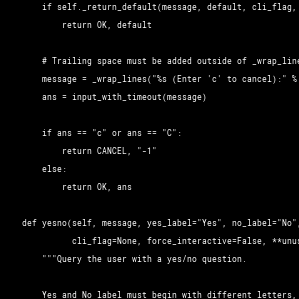 if self._return_default(message, default, cli_flag,
return OK, default
# Trailing space must be added outside of _wrap_line
message = _wrap_lines("%s (Enter 'c' to cancel):" %
ans = input_with_timeout(message)
if ans == "c" or ans == "C":
return CANCEL, "-1"
else:
return OK, ans
def yesno(self, message, yes_label="Yes", no_label="No",
cli_flag=None, force_interactive=False, **unus
"""Query the user with a yes/no question.
Yes and No label must begin with different letters,